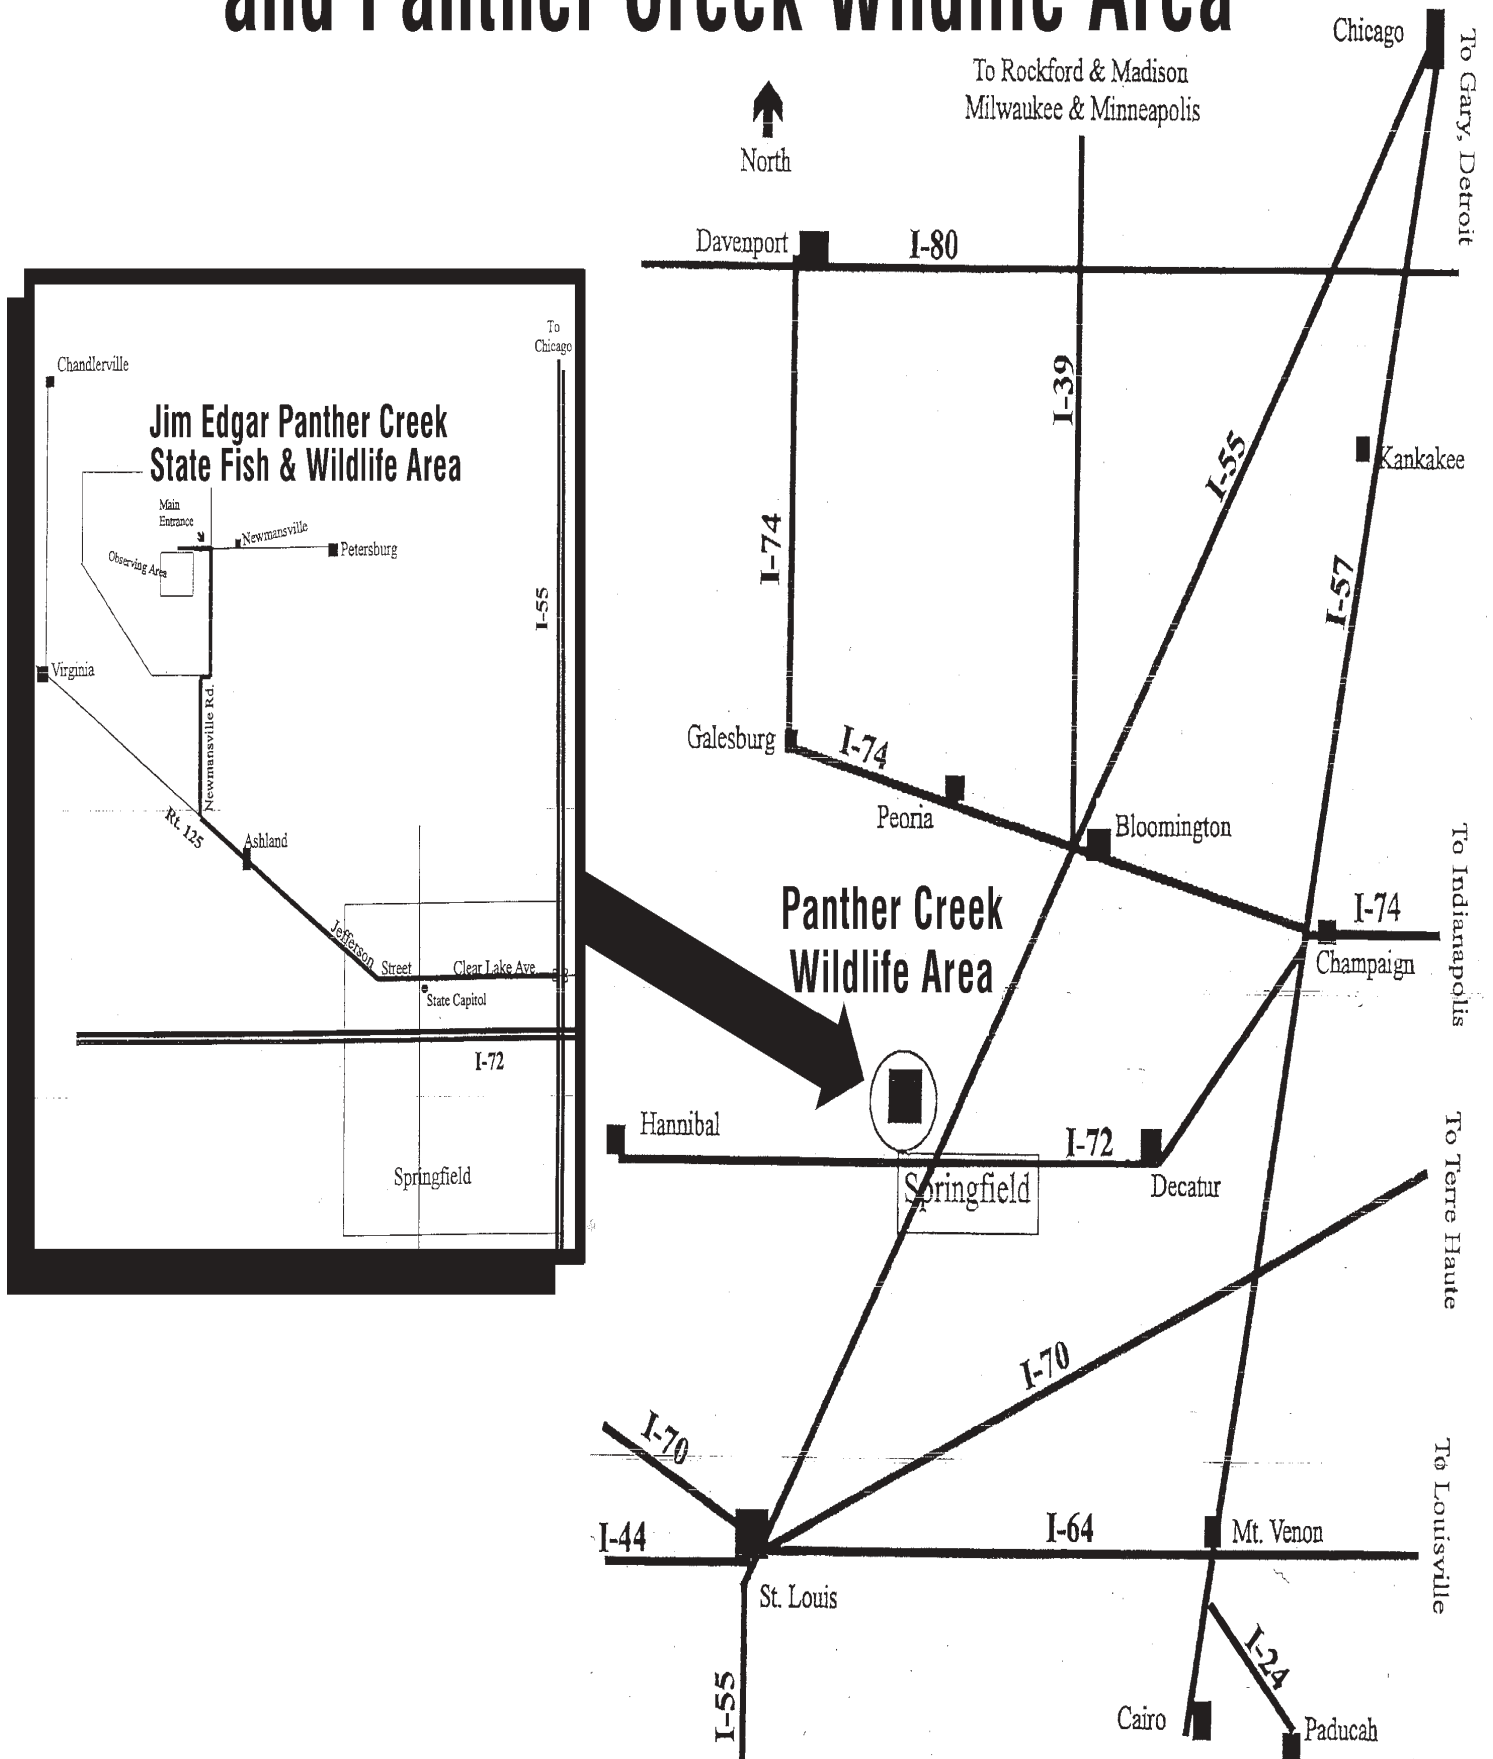 and Panther Creek Wildlife Area
Chicago
To Gary, Detroit
To Rockford & Madison
Milwaukee & Minneapolis
North
Davenport
I-80
I-39
I-55
Kankakee
I-74
I-57
Galesburg
I-74
Peoria
Bloomington
To Indianapolis
Panther Creek
Wildlife Area
I-74
Champaign
Hannibal
I-72
Springfield
Decatur
To Terre Haute
I-70
I-70
I-44
I-64
Mt. Venon
To Louisville
St. Louis
I-55
I-24
Cairo
Paducah
To
Chicago
Chandlerville
Jim Edgar Panther Creek
State Fish & Wildlife Area
Main
Entrance
Newmansville
Petersburg
Observing Area
I-55
Virginia
Newmansville Rd.
Rt. 125
Ashland
Jefferson
Street
Clear Lake Ave
State Capitol
I-72
Springfield